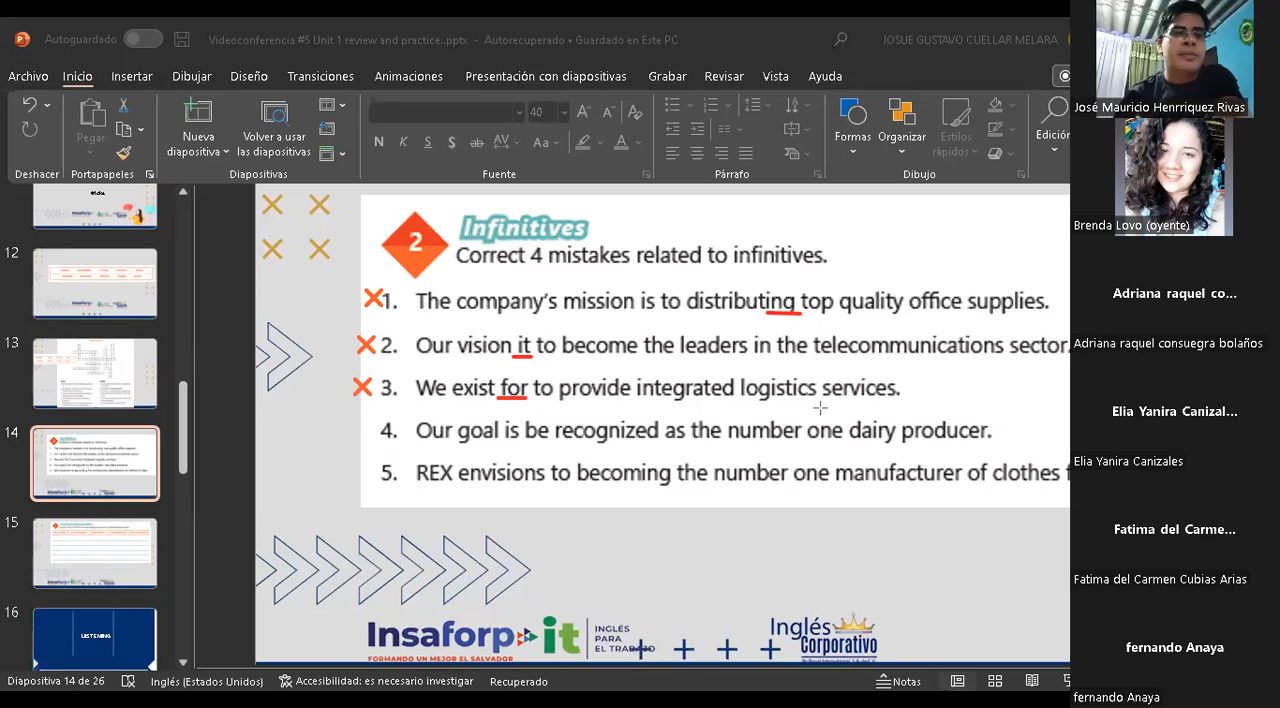 Autoguardado
Videoconferencia #5 Unit 1 review and practice..pptx - Autorecuperado • Guardado en Este PC
JOSUE GUSTAVO CUELLAR MELARA
Archivo Inicio Insertar Dibujar Diseño Transiciones Animaciones Presentación con diapositivas Grabar Revisar Vista Ayuda
Pegar
Nueva diapositiva
Volver a usar las diapositivas
40
N K S S ab AV Aa A
Formas
Organizar
Estilos rápidos
Edición
Deshacer Portapapeles Diapositivas Fuente Párrafo Dibujo
12
13
14
15
16
LISTENING
2
Infinitives
Correct 4 mistakes related to infinitives.
1. The company's mission is to distributing top quality office supplies.
2. Our vision it to become the leaders in the telecommunications sector.
3. We exist for to provide integrated logistics services.
4. Our goal is be recognized as the number one dairy producer.
5. REX envisions to becoming the number one manufacturer of clothes
Insaforp it
FORMANDO UN MEJOR EL SALVADOR
INGLÉS
PARA
EL TRABAJO
Inglés
Corporativo
Diapositiva 14 de 26
Inglés (Estados Unidos)
Accesibilidad: es necesario investigar
Recuperado
Notas
José Mauricio Henrriquez Rivas
Brenda Lovo (oyente)
Adriana raquel co...
Adriana raquel consuegra bolaños
Elia Yanira Canizal...
Elia Yanira Canizales
Fatima del Carme...
Fatima del Carmen Cubias Arias
fernando Anaya
fernando Anaya